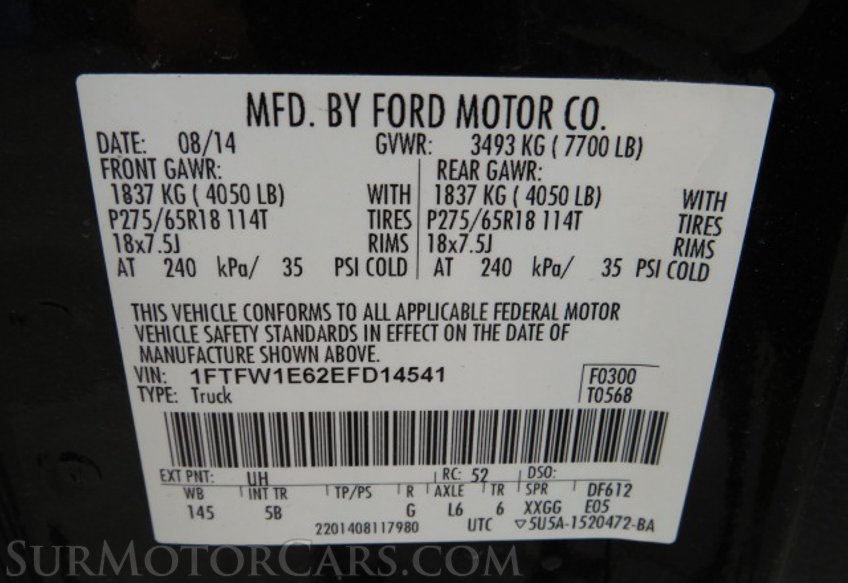 MFD. BY FORD MOTOR CO.
DATE: 08/14 GVWR: 3493 KG ( 7700 LB)
FRONT GAWR: REAR GAWR:
1837 KG ( 4050 LB) WITH 1837 KG ( 4050 LB) WITH
P275/65R18 114T TIRES P275/65R18 114T TIRES
18x7.5J RIMS 18x7.5J RIMS
AT 240 kPa/ 35 PSI COLD AT 240 kPa/ 35 PSI COLD
THIS VEHICLE CONFORMS TO ALL APPLICABLE FEDERAL MOTOR
VEHICLE SAFETY STANDARDS IN EFFECT ON THE DATE OF
MANUFACTURE SHOWN ABOVE.
VIN: 1FTFW1E62EFD14541 F0300
TYPE: Truck T0568
EXT PNT: UH RC: 52 DSO:
WB INT TR TP/PS R AXLE TR SPR DF612
145 5B G L6 6 XXGG E05
2201408117980 UTC ▽5U5A-1520472-BA
SurMotorCars.com